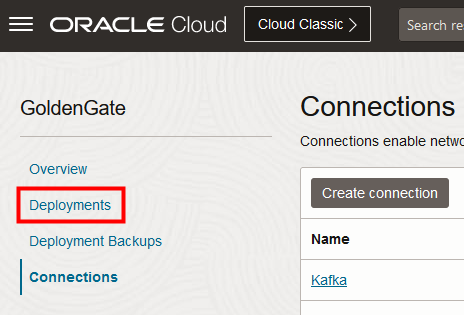 ORACLE Cloud
Cloud Classic
Search res
GoldenGate
Overview
Deployments
Deployment Backups
Connections
Connections
Connections enable netwo
Create connection
Name
Kafka